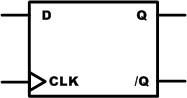 D Q
CLK /Q